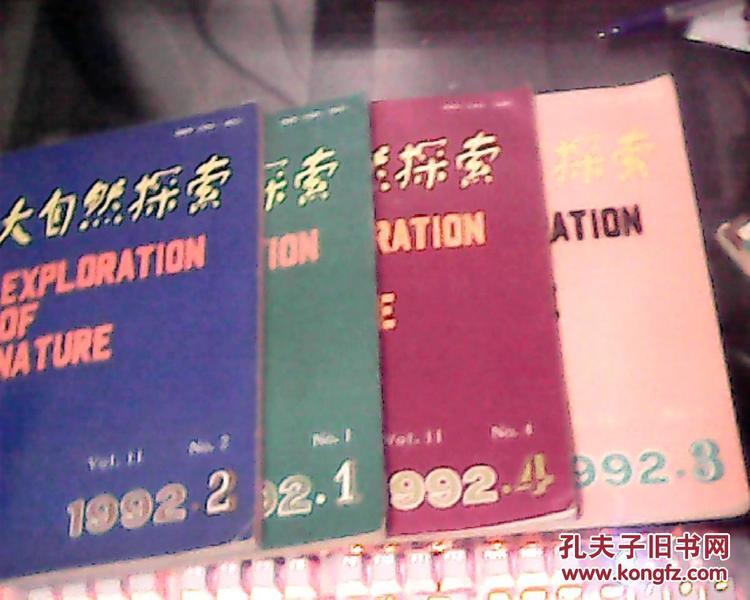 大自然探索
EXPLORATION
OF
NATURE
Vol.11 No.2
1992.2
探索
TION
No.1
92.1
然探索
RATION
E
Vol.11 No.4
992.4
探索
ATION
992.3
孔夫子旧书网
www.kongfz.com